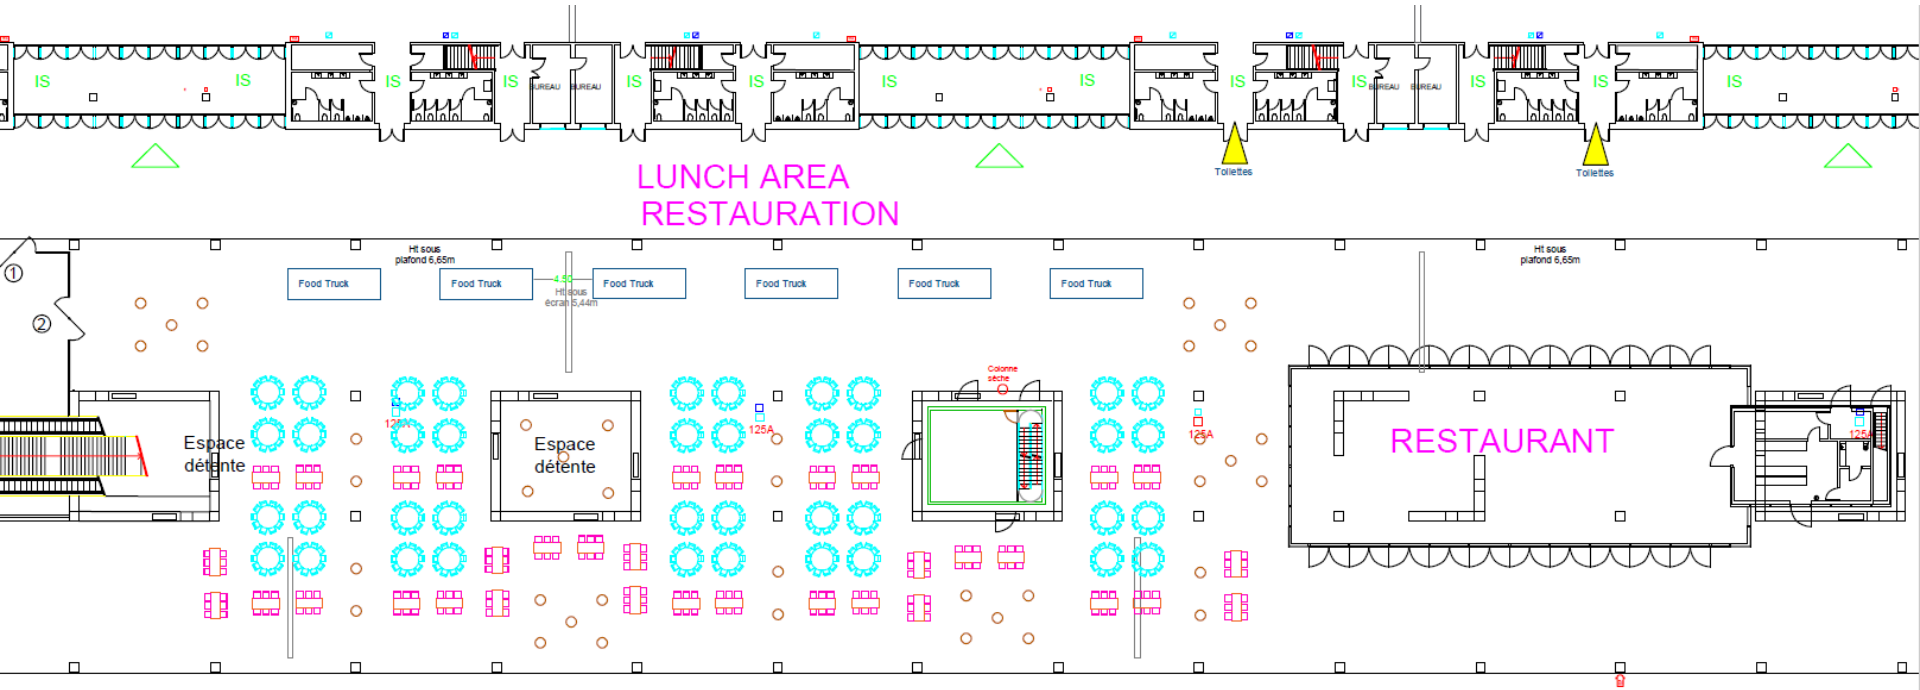 IS
IS
IS
IS
BUREAU
BUREAU
IS
IS
IS
IS
IS
IS
BUREAU
BUREAU
IS
IS
IS
Toilettes
Toilettes
LUNCH AREA
RESTAURATION
Ht sous
plafond 6,65m
Ht sous
plafond 6,65m
1
2
Food Truck
Food Truck
4.50
Ht sous
écran 5,44m
Food Truck
Food Truck
Food Truck
Food Truck
Colonne
sèche
Espace
détente
125A
Espace
détente
125A
125A
RESTAURANT
125A